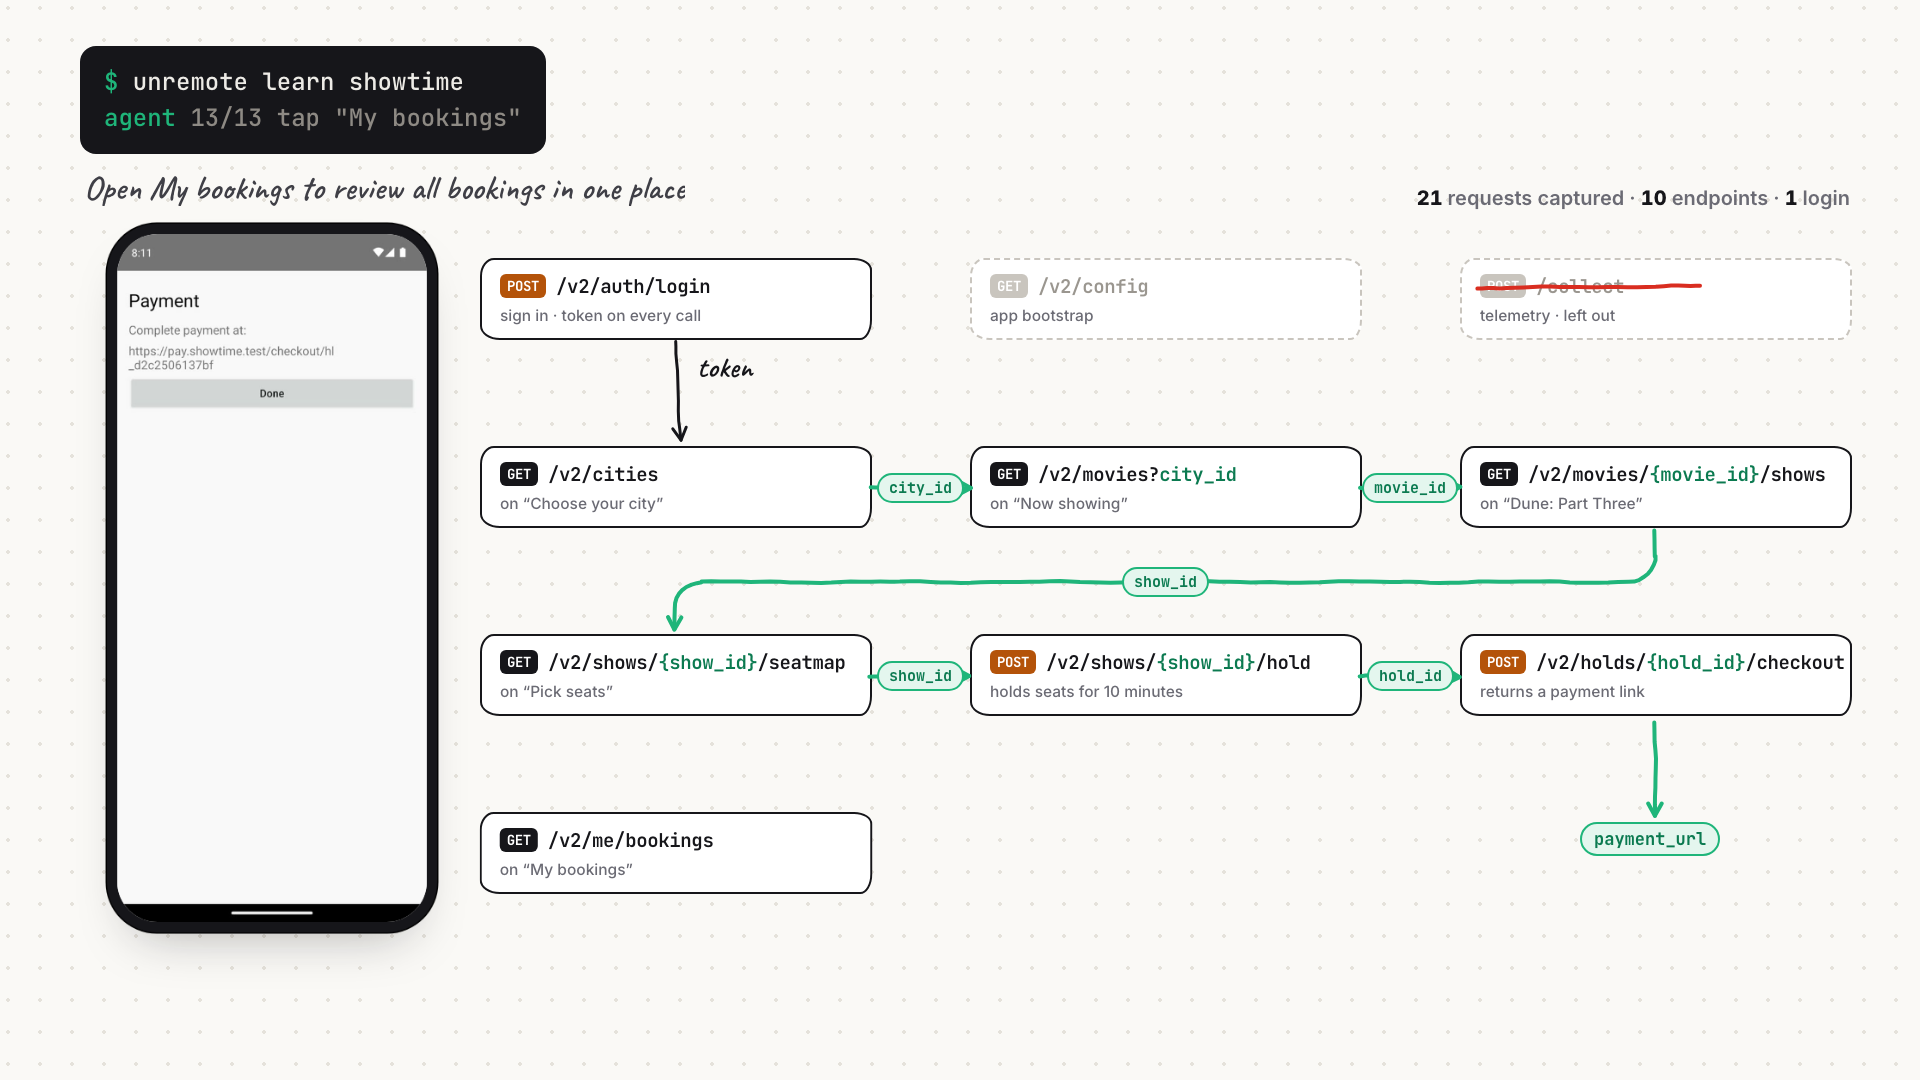 $ unremote learn showtime
agent 13/13 tap "My bookings"
Open My bookings to review all bookings in one place
21 requests captured · 10 endpoints · 1 login
8:11
Payment
Complete payment at:
https://pay.showtime.test/checkout/hl
_d2c2506137bf
Done
POST /v2/auth/login
sign in · token on every call
GET /v2/config
app bootstrap
POST /collect
telemetry · left out
token
GET /v2/cities
on “Choose your city”
city_id
GET /v2/movies?city_id
on “Now showing”
movie_id
GET /v2/movies/{movie_id}/shows
on “Dune: Part Three”
show_id
GET /v2/shows/{show_id}/seatmap
on “Pick seats”
show_id
POST /v2/shows/{show_id}/hold
holds seats for 10 minutes
hold_id
POST /v2/holds/{hold_id}/checkout
returns a payment link
payment_url
GET /v2/me/bookings
on “My bookings”